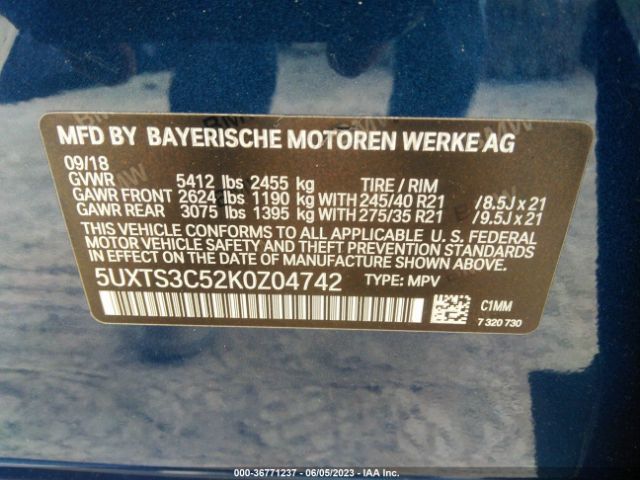 MFD BY BAYERISCHE MOTOREN WERKE AG
09/18
GVWR 5412 lbs 2455 kg TIRE / RIM
GAWR FRONT 2624 lbs 1190 kg WITH 245/40 R21 /8.5J x 21
GAWR REAR 3075 lbs 1395 kg WITH 275/35 R21 /9.5J x 21
THIS VEHICLE CONFORMS TO ALL APPLICABLE U. S. FEDERAL
MOTOR VEHICLE SAFETY, BUMPER, AND THEFT PREVENTION
STANDARDS IN EFFECT ON THE DATE OF MANUFACTURE SHOWN ABOVE.
5UXTS3C52K0Z04742 TYPE: MPV
C1MM
7 320 730
0-36771237 - 06/05/2023 - IAA Inc.